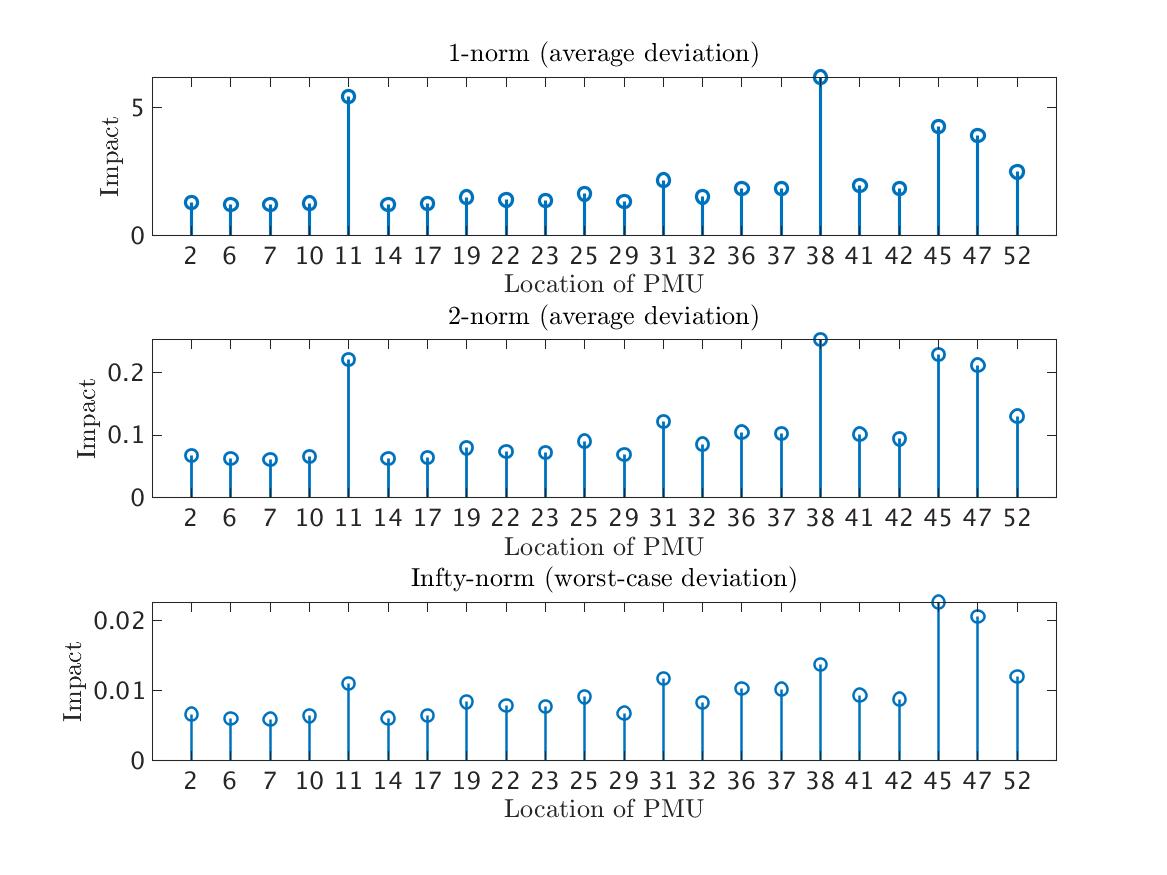 1-norm (average deviation)
5
0
Impact
2 6 7 10 11 14 17 19 22 23 25 29 31 32 36 37 38 41 42 45 47 52
Location of PMU
2-norm (average deviation)
0.2
0.1
0
Impact
2 6 7 10 11 14 17 19 22 23 25 29 31 32 36 37 38 41 42 45 47 52
Location of PMU
Infty-norm (worst-case deviation)
0.02
0.01
0
Impact
2 6 7 10 11 14 17 19 22 23 25 29 31 32 36 37 38 41 42 45 47 52
Location of PMU